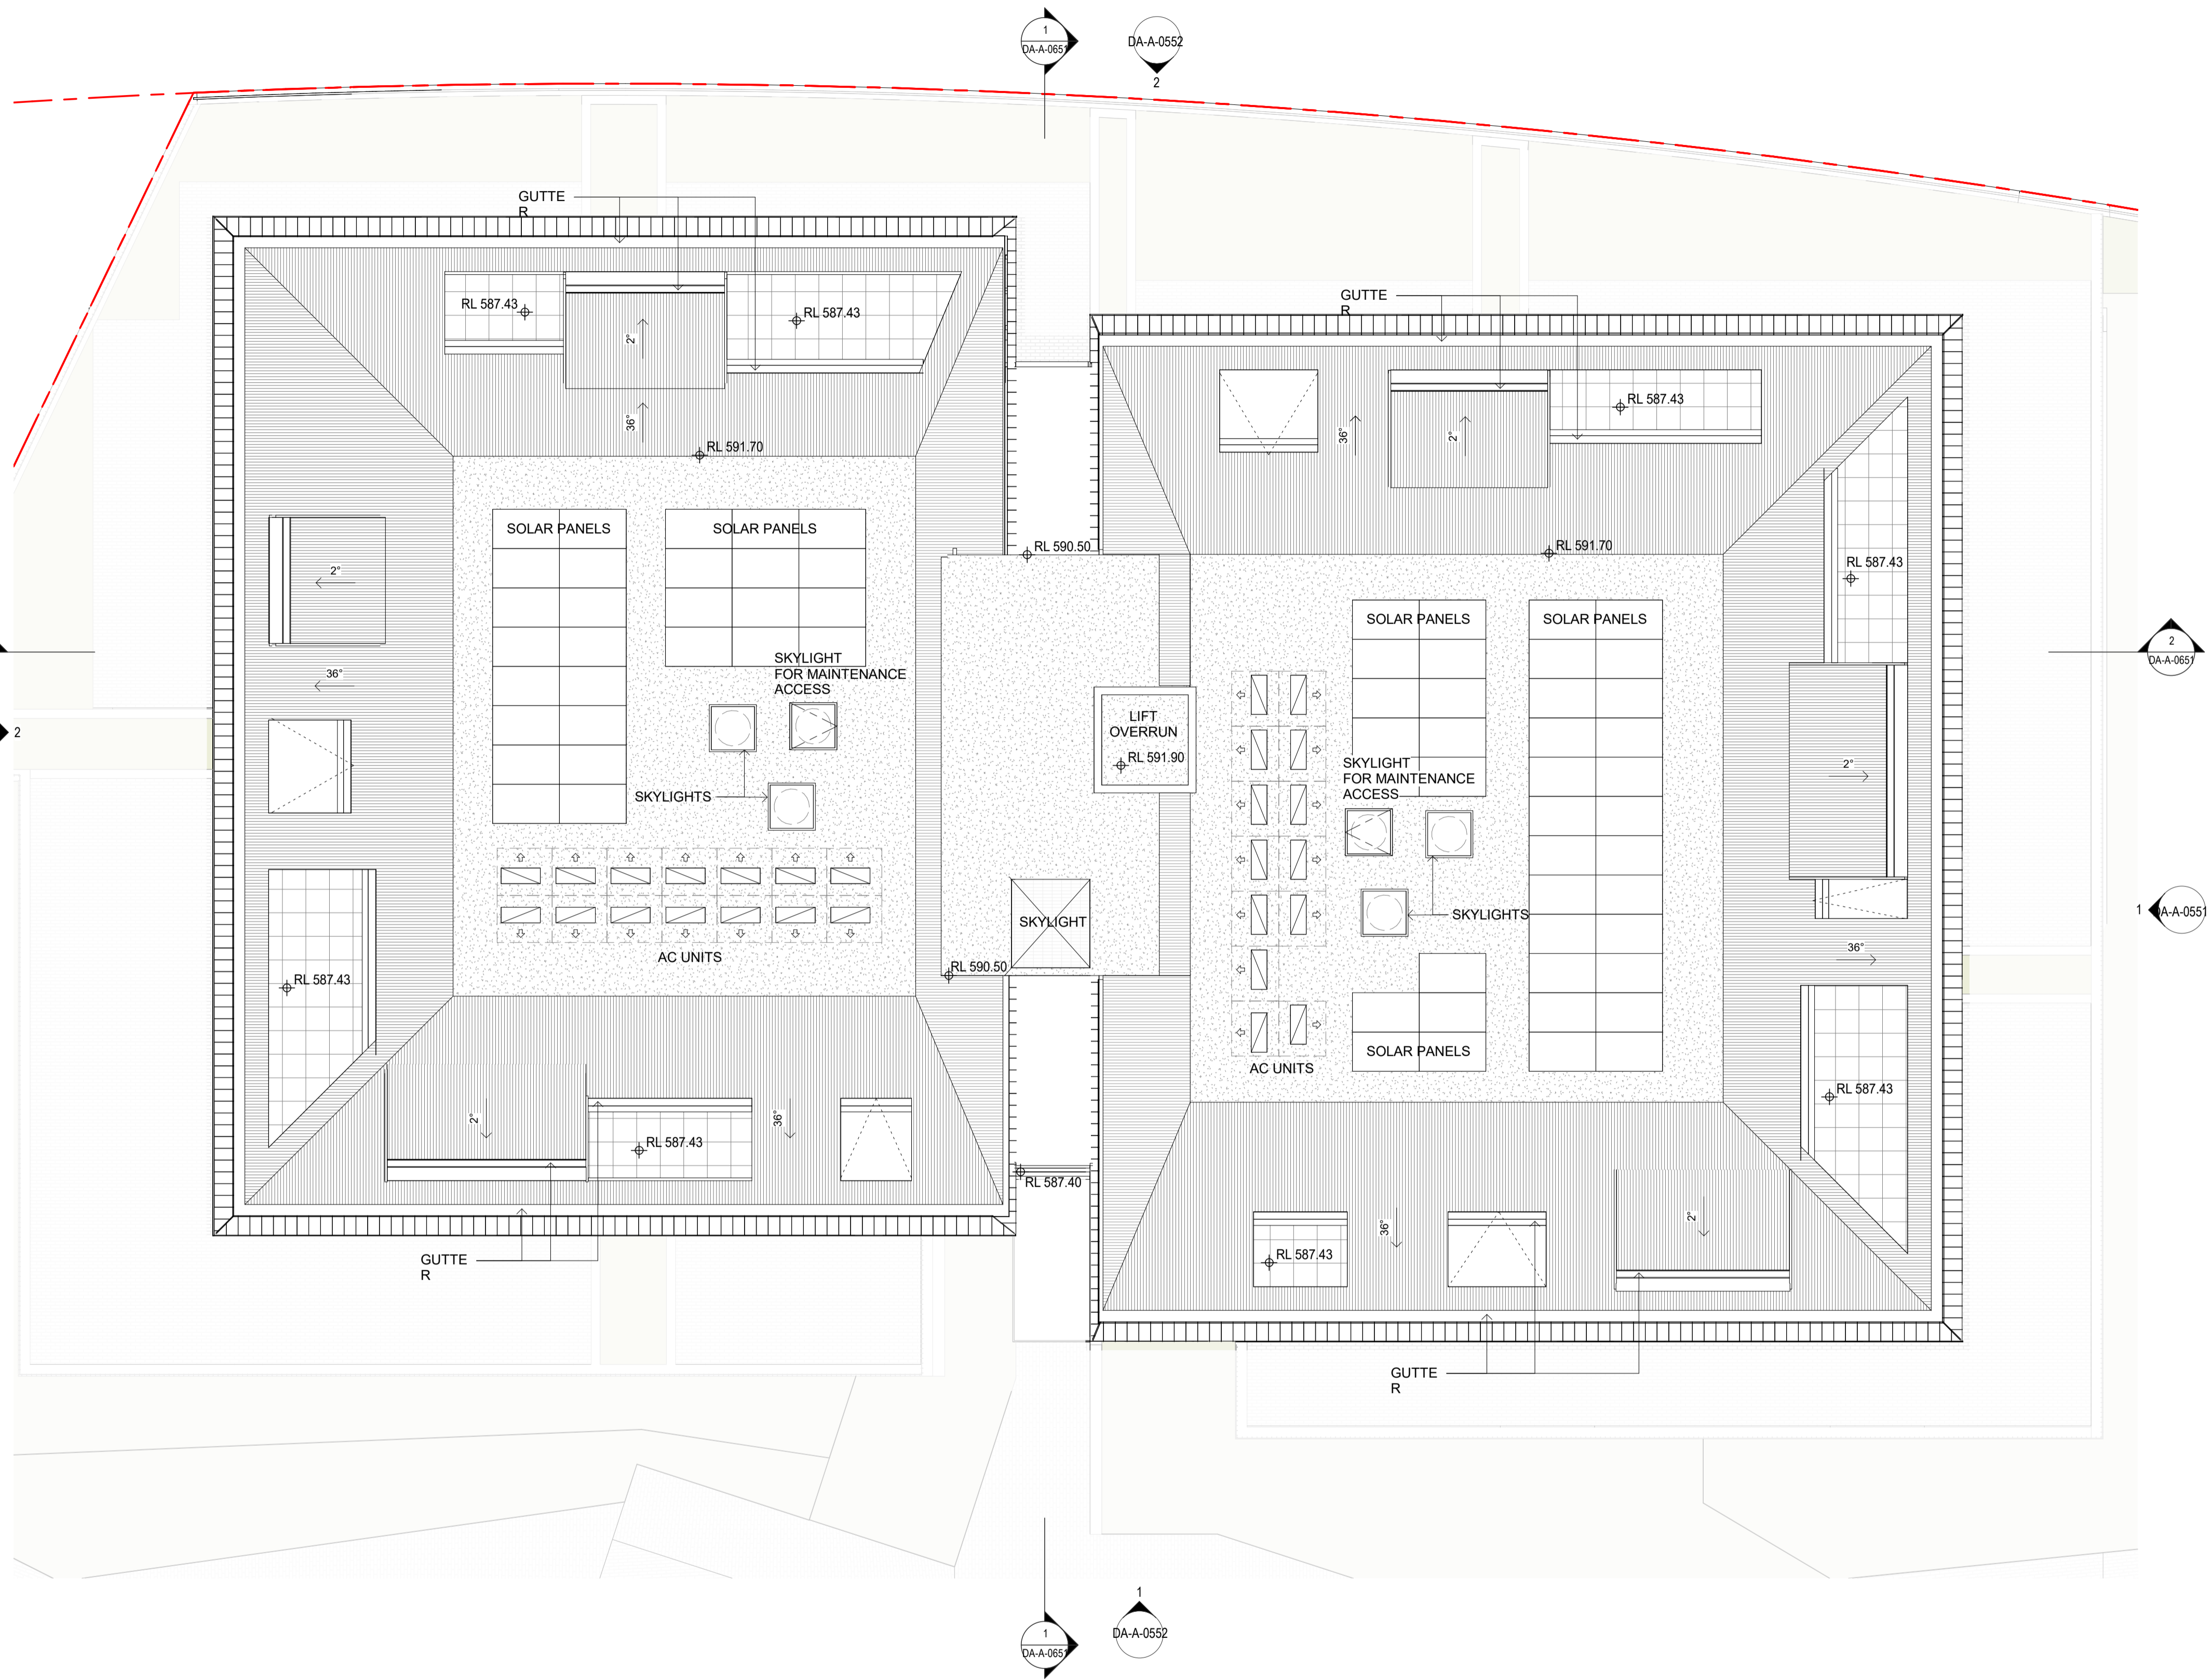 1
DA-A-0651
DA-A-0552
2
GUTTE
R
RL 587.43
RL 587.43
2°
36°
RL 591.70
GUTTE
R
RL 587.43
36°
2°
SOLAR PANELS
SOLAR PANELS
RL 590.50
RL 591.70
RL 587.43
2°
36°
SOLAR PANELS
SOLAR PANELS
SKYLIGHT
FOR MAINTENANCE
ACCESS
2
DA-A-0651
2
LIFT
OVERRUN
RL 591.90
SKYLIGHTS
SKYLIGHT
FOR MAINTENANCE
ACCESS
2°
SKYLIGHT
SKYLIGHTS
1
DA-A-0551
AC UNITS
RL 590.50
36°
RL 587.43
SOLAR PANELS
AC UNITS
RL 587.43
2°
RL 587.43
36°
RL 587.40
GUTTE
R
RL 587.43
36°
2°
GUTTE
R
1
DA-A-0651
1
DA-A-0552